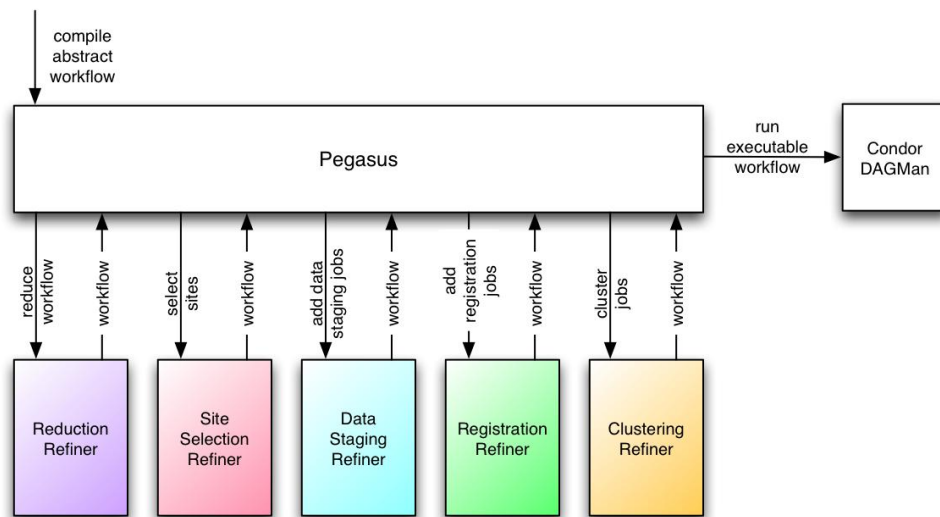 compile
abstract
workflow
Pegasus
run
executable
workflow
Condor
DAGMan
reduce
workflow
workflow
select
sites
workflow
add data
staging jobs
workflow
add
registration
jobs
workflow
cluster
jobs
workflow
Reduction
Refiner
Site
Selection
Refiner
Data
Staging
Refiner
Registration
Refiner
Clustering
Refiner